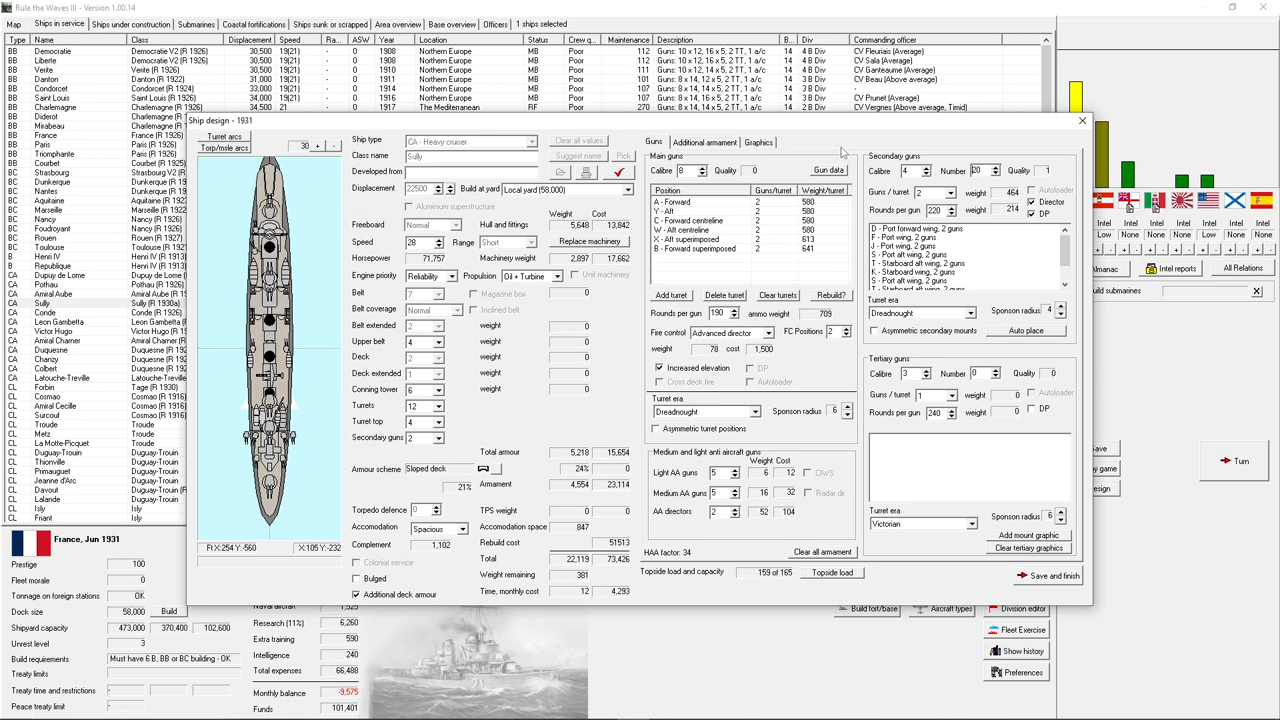 Rule the Waves III - Version 1.00.14
Map Ships in service Ships under construction Submarines Coastal fortifications Ships sunk or scrapped Area overview Base overview Officers 1 ships selected
Type Name Class Displacement Speed Ra... ASW Year Location Status Crew q... Maintenance Description B... Div Commanding officer
BB Democratie Democratie V2 (R 1926) 30,500 19(21) - 0 1908 Northern Europe MB Poor 112 Guns: 10 x 12, 16 x 5, 2 TT, 1 a/c 14 4 B Div CV Fleuriais (Average)
BB Liberte Democratie V2 (R 1926) 30,500 19(21) - 0 1908 Northern Europe MB Poor 112 Guns: 10 x 12, 16 x 5, 2 TT, 1 a/c 14 4 B Div CV Sala (Average)
BB Verite Verite (R 1926) 30,500 19(21) - 0 1910 Northern Europe MB Poor 111 Guns: 10 x 12, 16 x 5, 2 TT, 1 a/c 14 4 B Div CV Ganteaume (Average)
BB Danton Danton (R 1922) 31,000 19(21) - 0 1911 Northern Europe MB Poor 101 Guns: 8 x 14, 12 x 5, 2 TT, 1 a/c 14 3 B Div CV Beau (Above average)
BB Condorcet Condorcet (R 1924) 33,000 19(21) - 0 1914 Northern Europe MB Poor 107 Guns: 8 x 14, 14 x 5, 2 TT, 1 a/c 14 3 B Div -
BB Saint Louis Saint Louis (R 1926) 34,000 19(21) - 0 1916 Northern Europe MB Poor 107 Guns: 8 x 14, 14 x 5, 2 TT, 1 a/c 14 3 B Div CV Prunet (Average)
BB Charlemagne Charlemagne (R 1926) 34,500 21 - 0 1917 The Mediterranean RF Poor 270 Guns: 8 x 14, 16 x 5, 2 TT, 1 a/c 14 2 B Div CV Vergnes (Above average, Timid)
BB Diderot
BB Mirabeau
BB France
BB Paris
BB Triomphante
BB Courbet
BC Dunkerque
BC Strasbourg
BC Marseille
BC Nancy
BC Bordeaux
BC Rouen
BC Toulouse
B Henri IV
B Republique
CA Dupuy de Lome
CA Pothau
CA Amiral Aube
CA Sully Sully (R 1930a)
CA Conde
CA Leon Gambetta
CA Victor Hugo
CA Amiral Charner
CA Duquesne
CA Chanzy
CA Colbert
CA Latouche-Treville
CL Forbin
CL Cosmao
CL Amiral Cecille
CL Surcouf
CL Troude
CL Metz
CL La Motte-Picquet
CL Duguay-Trouin
CL Thionville
CL Primauguet
CL Jeanne d'Arc
CL Davout
CL Lalande
CL Isly
CL Friant
Ship design - 1931
Turret arcs
Torp/msle arcs
30 + -
Ft X:254 Y:-560 X:105 Y:-232
Ship type CA - Heavy cruiser Clear all values
Class name Sully Suggest name Pick
Developed from
Displacement 22500 Build at yard Local yard (58,000)
Aluminium superstructure
Weight Cost
Freeboard Normal Hull and fittings 5,648 13,842
Speed 28 Range Short Replace machinery
Horsepower 71,757 Machinery weight 2,897 17,662
Engine priority Reliability Propulsion Oil + Turbine Unit machinery
Belt 7 Magazine box 0
Belt coverage Normal Inclined belt
Belt extended 2 weight 0
Upper belt 4 weight 0
Deck 2 weight 0
Deck extended 1 weight 0
Conning tower 6 weight 0
Turrets 12
Turret top 4
Secondary guns 2
Total armour 5,218 15,654
Armour scheme Sloped deck 24% 0
21% Armament 4,554 23,114
Torpedo defence 0 TPS weight 0 0
Accomodation Spacious Accomodation space 847
Complement 1,102 Rebuild cost 51513
Colonial service Total 22,119 73,426
Bulged Weight remaining 381
Additional deck armour Time, monthly cost 12 4,293
Guns Additional armament Graphics
Main guns
Calibre 8 Quality 0 Gun data
Position Guns/turret Weight/turret
A - Forward 2 580
Y - Aft 2 580
C - Forward centreline 2 580
W - Aft centreline 2 580
X - Aft superimposed 2 613
B - Forward superimposed 2 641
Add turret Delete turret Clear turrets Rebuild?
Rounds per gun 190 ammo weight 709
Fire control Advanced director FC Positions 2
weight 78 cost 1,500
Increased elevation DP
Cross deck fire Autoloader
Turret era
Dreadnought Sponson radius 6
Asymmetric turret positions
Medium and light anti aircraft guns
Weight Cost
Light AA guns 5 6 12 CIWS
Medium AA guns 5 16 32 Radar dir
AA directors 2 52 104
HAA factor: 34 Clear all armament
Topside load and capacity 159 of 165 Topside load
Secondary guns
Calibre 4 Number 20 Quality 1
Guns / turret 2 weight 464 Autoloader
Director
Rounds per gun 220 weight 214 DP
D - Port forward wing, 2 guns
F - Port wing, 2 guns
J - Port wing, 2 guns
S - Port aft wing, 2 guns
T - Starboard aft wing, 2 guns
K - Starboard wing, 2 guns
S - Port aft wing, 2 guns
T - Starboard aft wing, 2 guns
Turret era
Dreadnought Sponson radius 4
Asymmetric secondary mounts Auto place
Tertiary guns
Calibre 3 Number 0 Quality 0
Guns / turret 1 weight 0 Autoloader
Rounds per gun 240 weight 0 DP
Turret era
Victorian Sponson radius 6
Add mount graphic
Clear tertiary graphics
Save and finish
Intel Intel Intel Intel Intel Intel Intel
Low None None None Low None None
Almanac Intel reports All Relations
Build submarines
Save
Turn
France, Jun 1931
Prestige 100
Fleet morale 0
Tonnage on foreign stations OK
Dock size 58,000 Build
Shipyard capacity 473,000 370,400 102,600
Unrest level 3
Build requirements Must have 6 B, BB or BC building - OK
Treaty limits
Treaty time and restrictions -
Peace treaty limit -
Naval aircraft 1,525
Research (11%) 6,260
Extra training 590
Intelligence 240
Total expenses 66,488
Monthly balance -9,575
Funds 101,401
Build fort/base Aircraft types Division editor
Fleet Exercise
Show history
Preferences